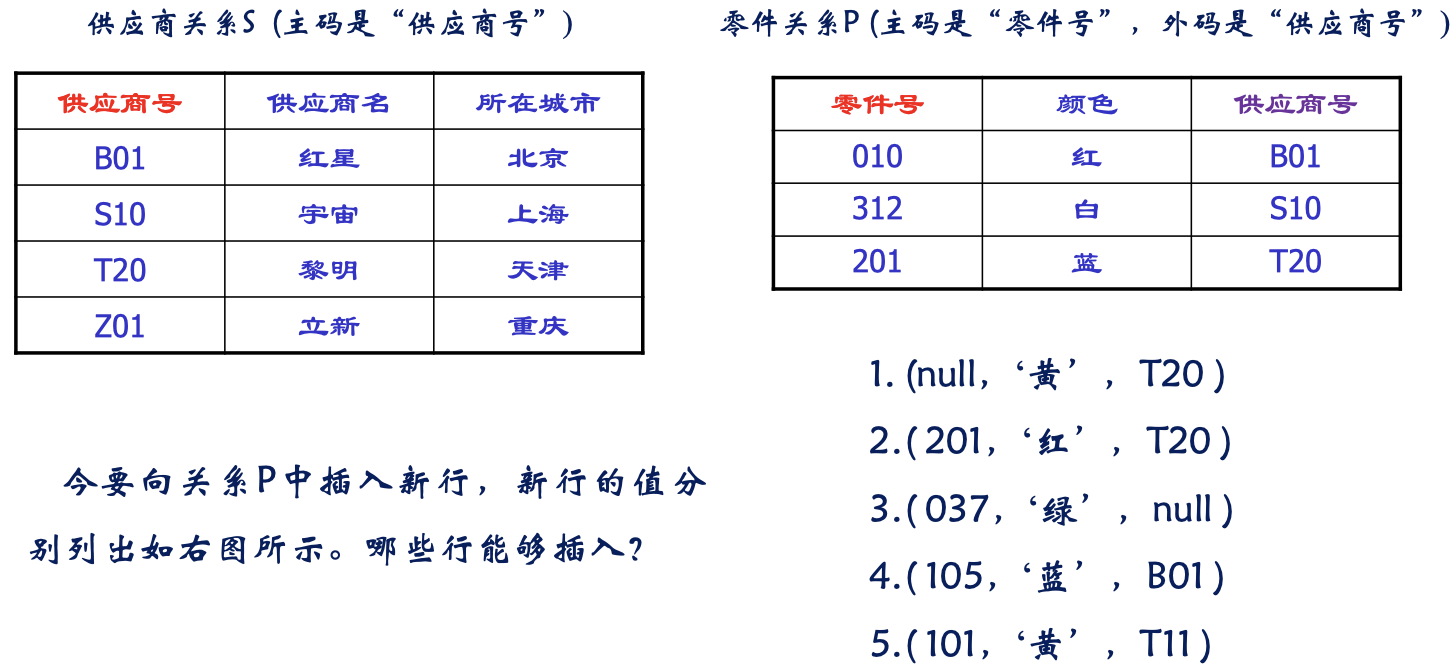 供应商关系S (主码是“供应商号”)
零件关系P (主码是“零件号”，外码是“供应商号”)
供应商号 供应商名 所在城市
B01 红星 北京
S10 宇宙 上海
T20 黎明 天津
Z01 立新 重庆
零件号 颜色 供应商号
010 红 B01
312 白 S10
201 蓝 T20
今要向关系P中插入新行，新行的值分
别列出如右图所示。哪些行能够插入?
1. (null，‘黄’，T20 )
2.( 201，‘红’，T20 )
3.( 037，‘绿’，null )
4.( 105，‘蓝’，B01 )
5.( 101，‘黄’，T11 )